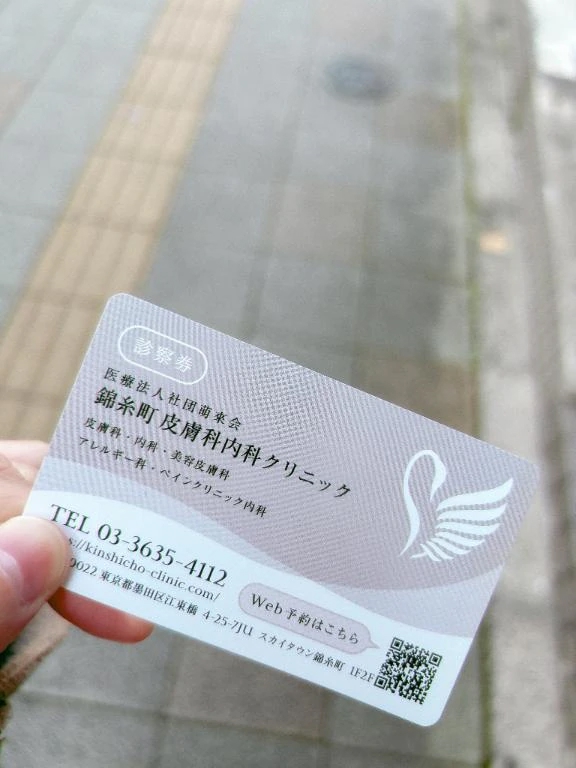 診察券
医療法人社団萠來会
錦糸町皮膚科内科クリニック
皮膚科・内科・美容皮膚科
アレルギー科・ペインクリニック内科
TEL 03-3635-4112
s://kinshicho-clinic.com/
0022 東京都墨田区江東橋 4-25-7JU スカイタウン錦糸町 1F2F
Web予約はこちら